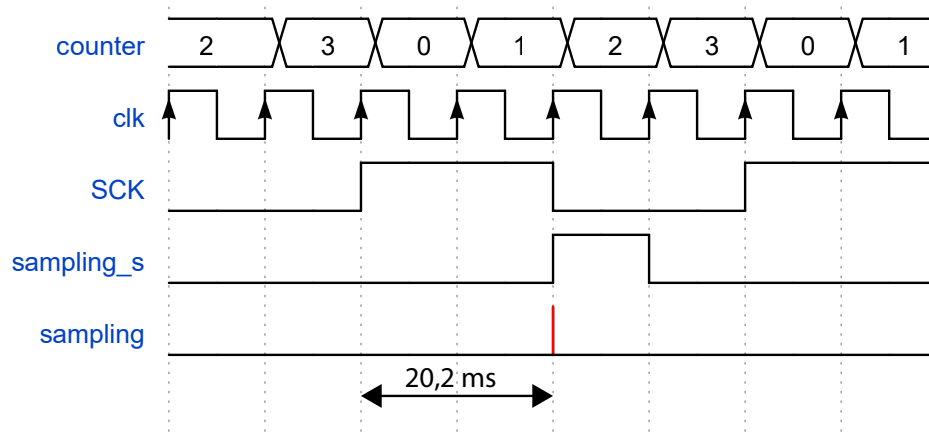 counter 2 3 0 1 2 3 0 1
clk
SCK
sampling_s
sampling
20,2 ms